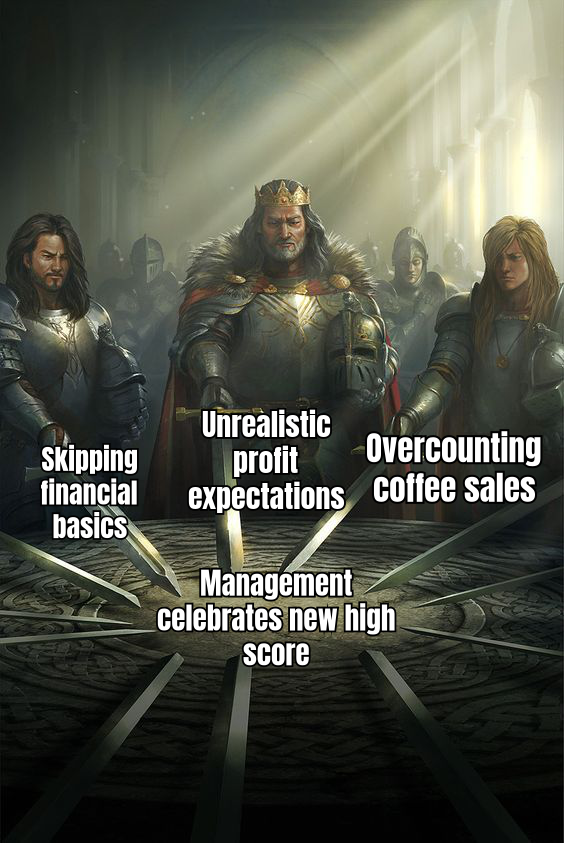 Skipping
financial
basics
Unrealistic
profit
expectations
Overcounting
coffee sales
Management
celebrates new high
score